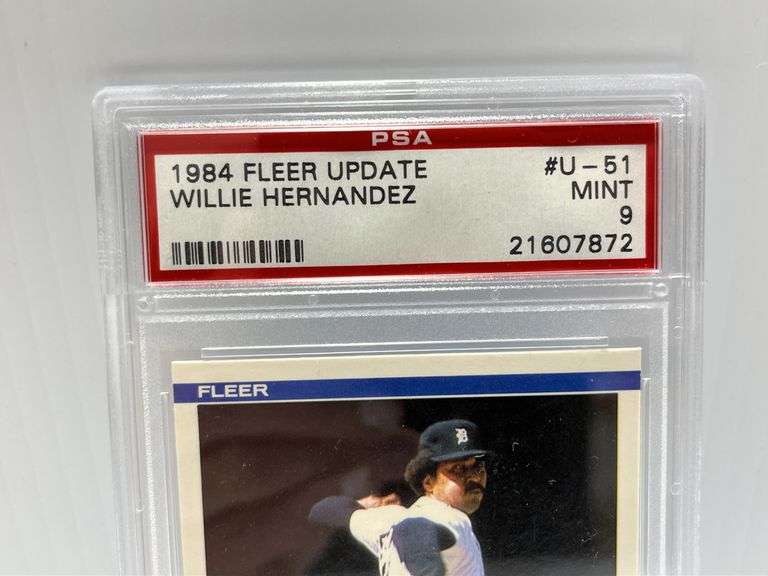 PSA
1984 FLEER UPDATE #U-51
WILLIE HERNANDEZ MINT
9
21607872
FLEER